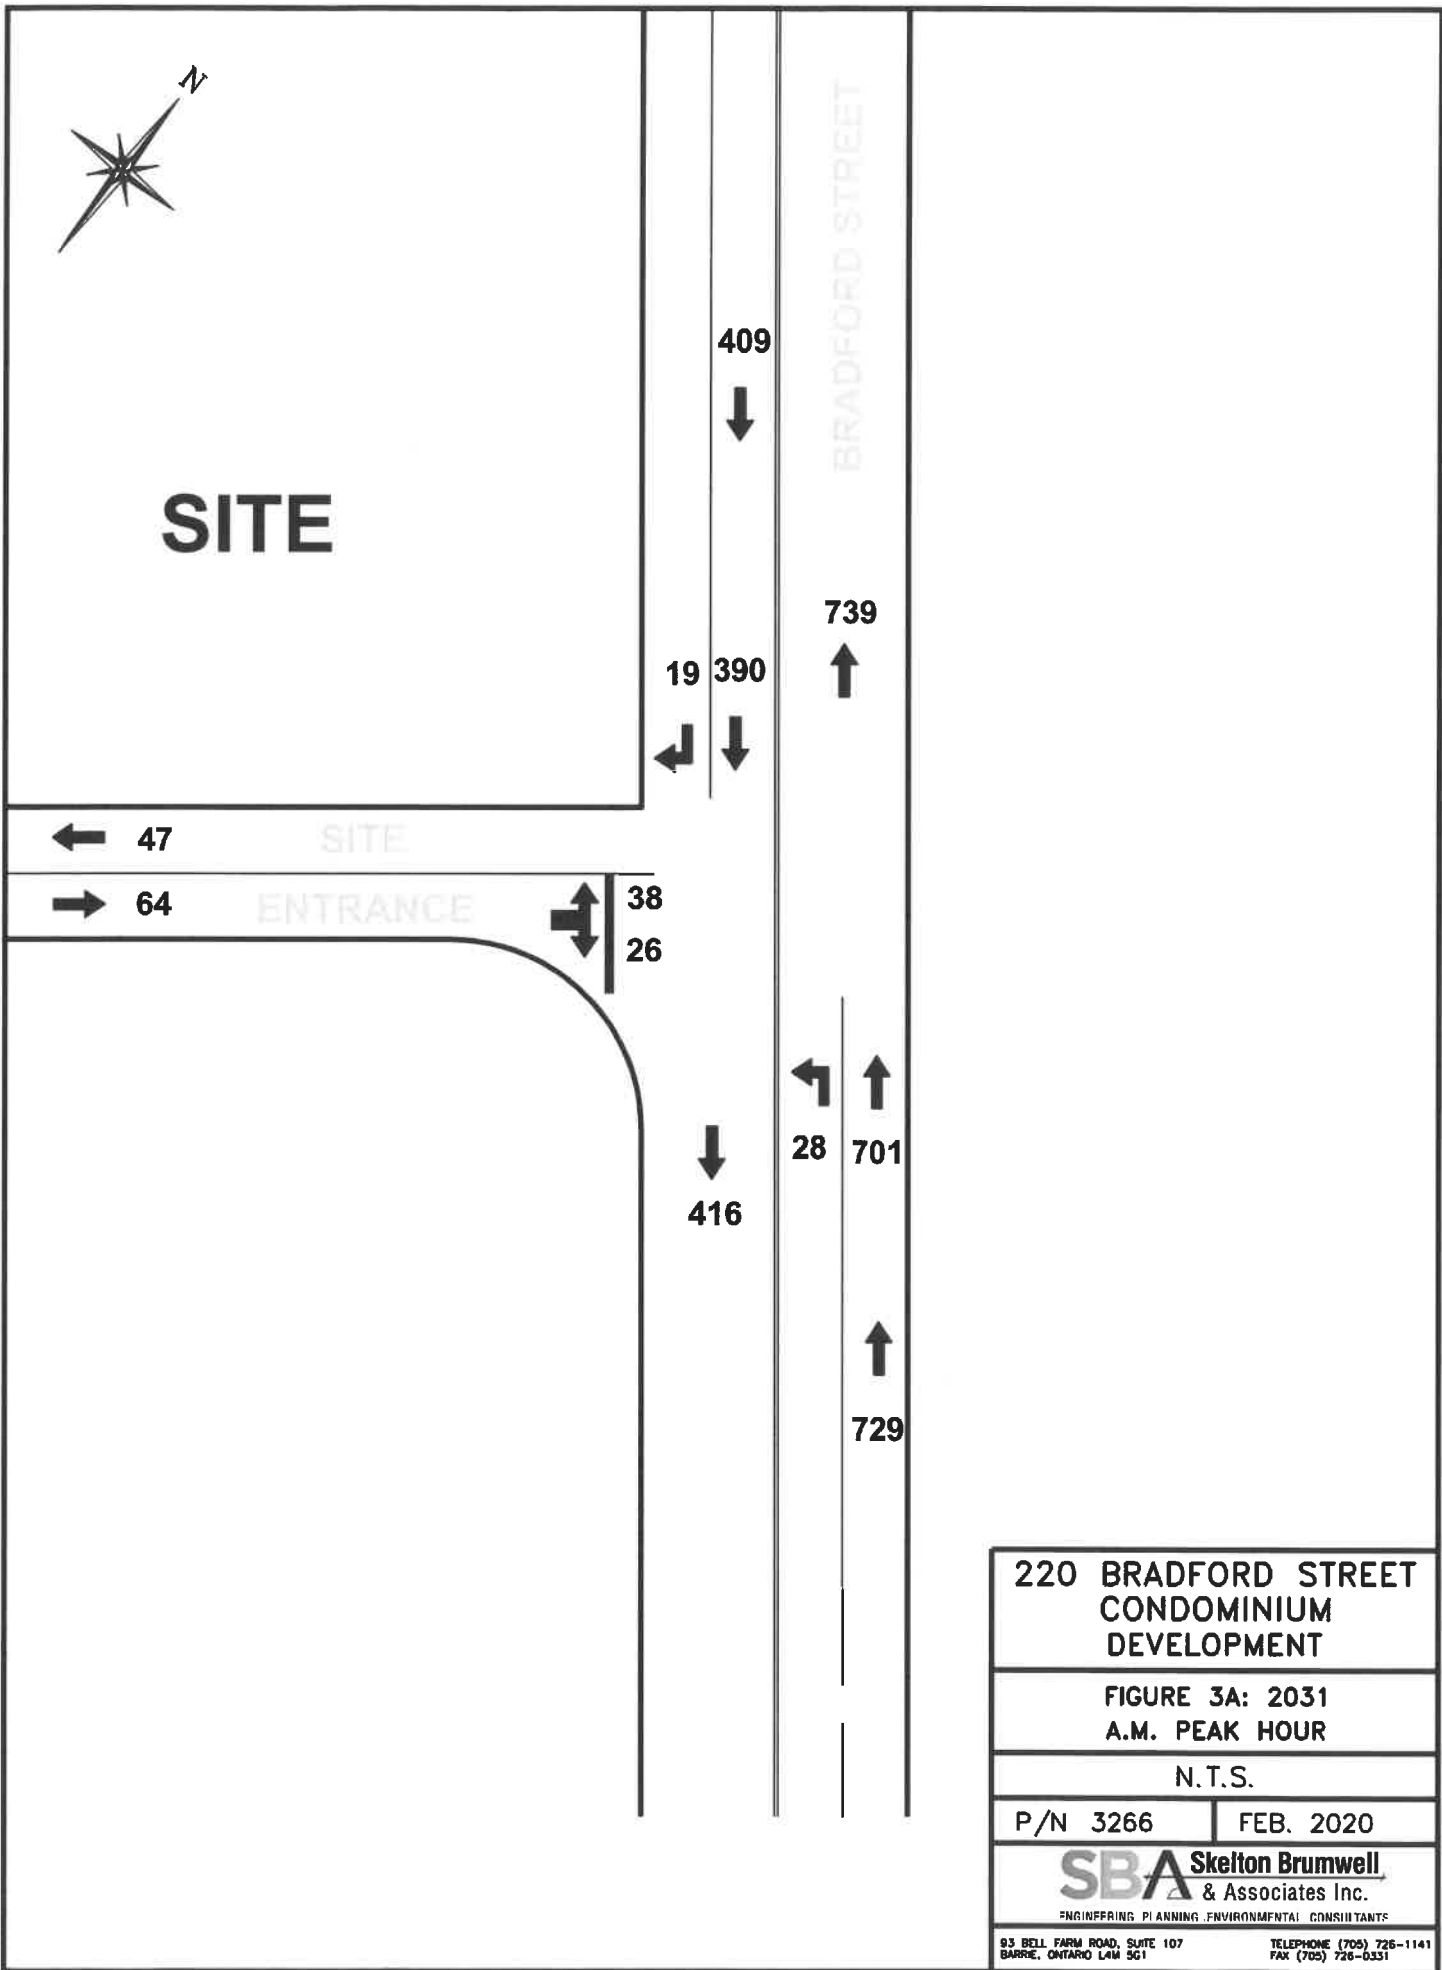 N
BRADFORD STREET
409
SITE
739
19 390
47 SITE
64 ENTRANCE 38
26
28 701
416
729
220 BRADFORD STREET
CONDOMINIUM
DEVELOPMENT
FIGURE 3A: 2031
A.M. PEAK HOUR
N.T.S.
P/N 3266 FEB. 2020
SBA Skelton Brumwell
& Associates Inc.
ENGINEERING PLANNING ENVIRONMENTAL CONSULTANTS
93 BELL FARM ROAD, SUITE 107 TELEPHONE (705) 726-1141
BARRIE, ONTARIO L4M 5G1 FAX (705) 726-0331